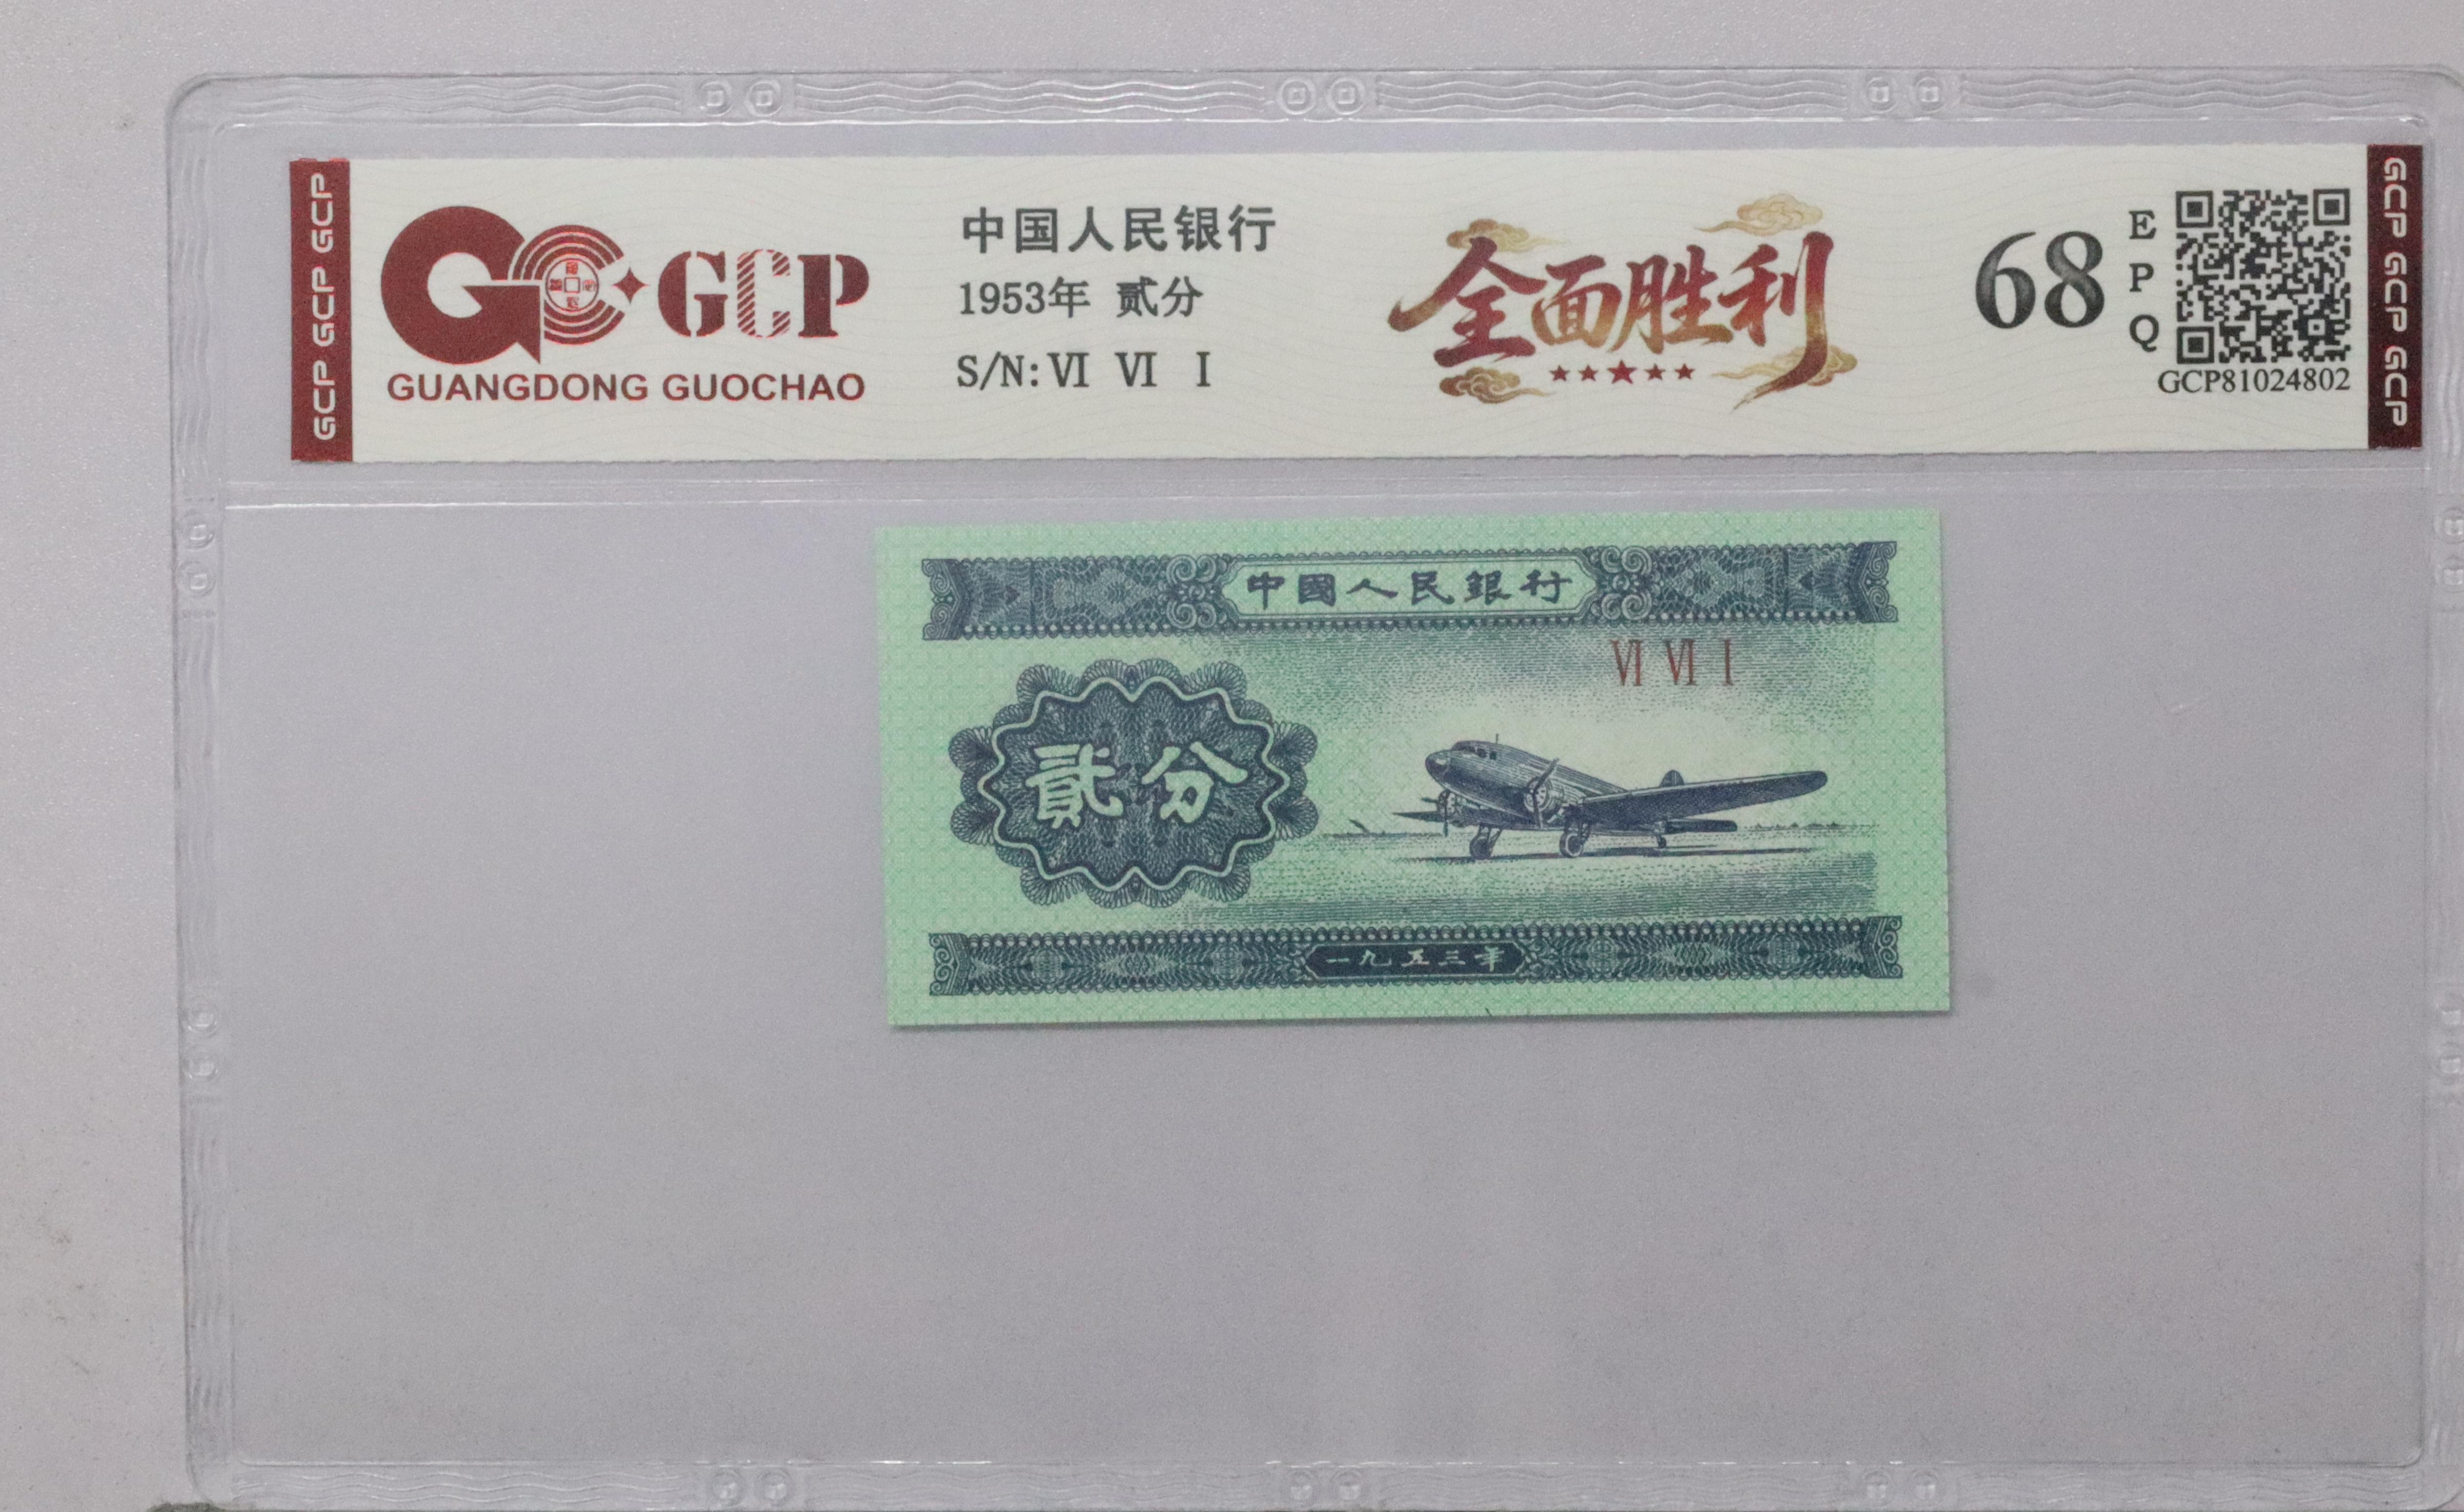 GCP GCP GCP
GCP
GUANGDONG GUOCHAO
中国人民银行
1953年 贰分
S/N: VI VI I
全面胜利
68
E
P
Q
GCP81024802
GCP GCP GCP
中國人民銀行
VI VI I
貳分
一九五三年